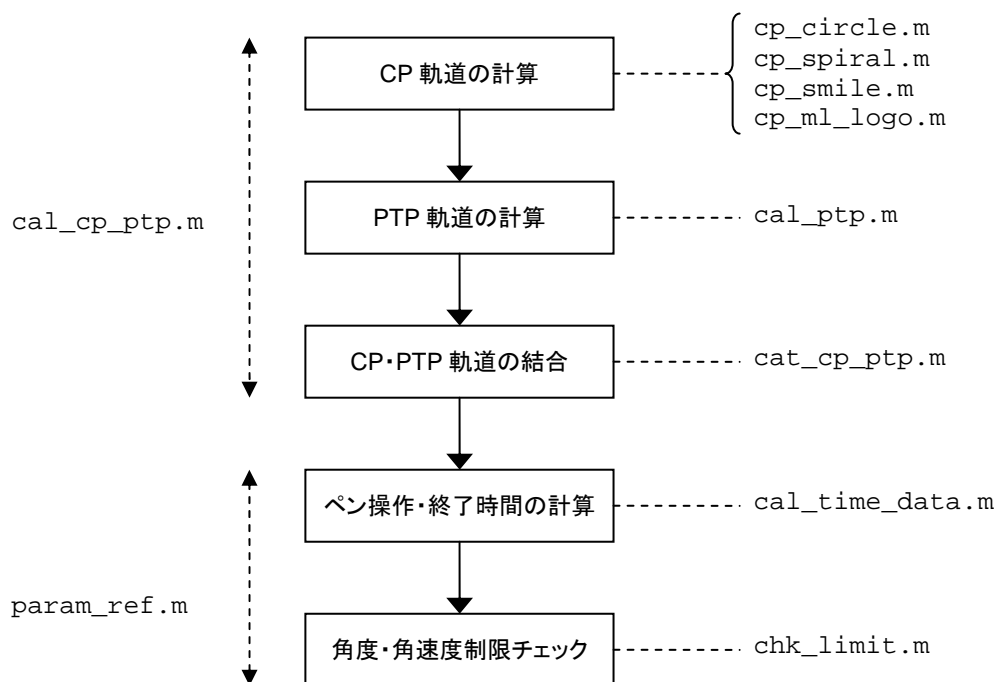 cp_circle.m
CP 軌道の計算
cp_spiral.m
cp_smile.m
cp_ml_logo.m
cal_cp_ptp.m
PTP 軌道の計算
cal_ptp.m
CP・PTP 軌道の結合
cat_cp_ptp.m
ペン操作・終了時間の計算
cal_time_data.m
param_ref.m
角度・角速度制限チェック
chk_limit.m